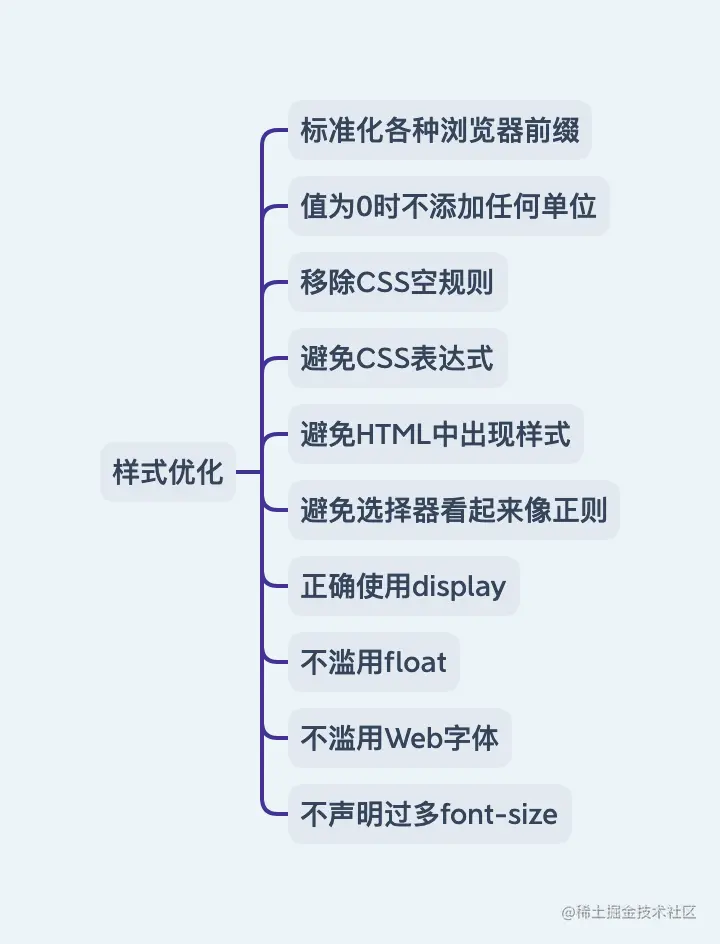 标准化各种浏览器前缀
值为0时不添加任何单位
移除CSS空规则
避免CSS表达式
避免HTML中出现样式
样式优化
避免选择器看起来像正则
正确使用display
不滥用float
不滥用Web字体
不声明过多font-size
@稀土掘金技术社区